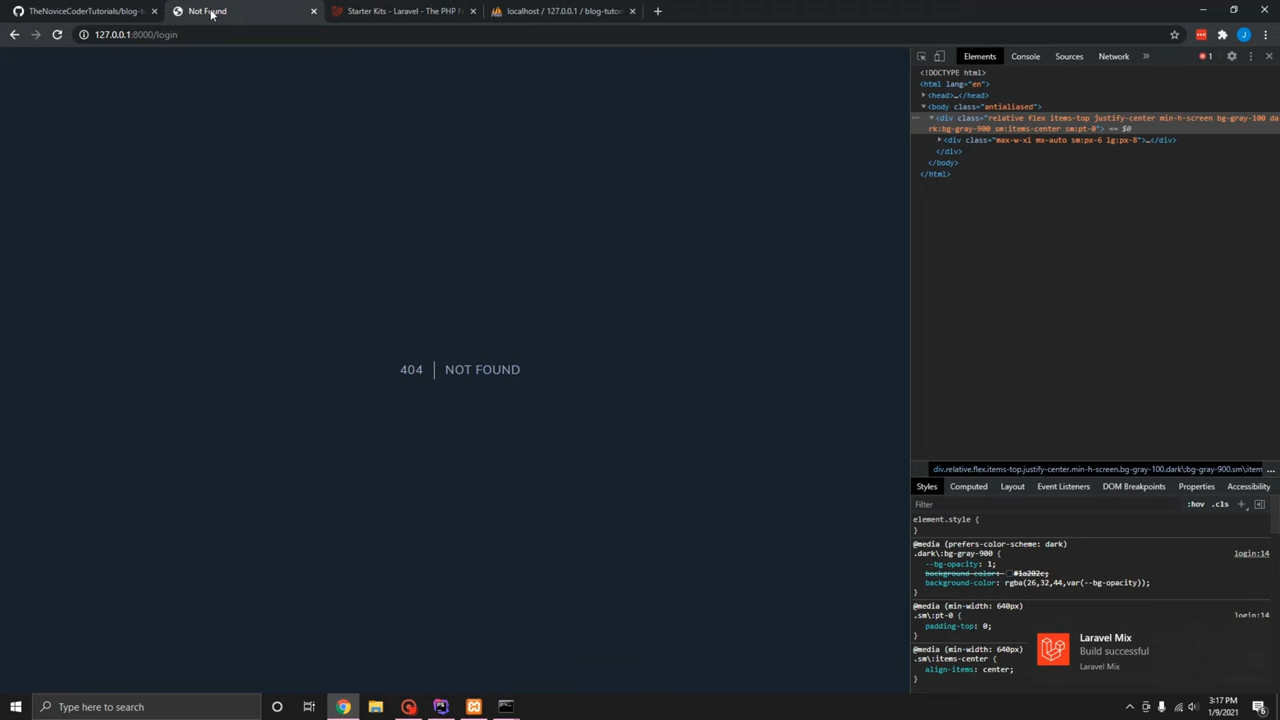 TheNoviceCoderTutorials/blog-t
Not Found
Starter Kits - Laravel - The PHP F
localhost / 127.0.0.1 / blog-tutor
127.0.0.1:8000/login
J
404
NOT FOUND
Elements
Console
Sources
Network
1
<!DOCTYPE html>
<html lang="en">
<head>…</head>
<body class="antialiased">
<div class="relative flex items-top justify-center min-h-screen bg-gray-100 da
rk:bg-gray-900 sm:items-center sm:pt-0"> == $0
<div class="max-w-xl mx-auto sm:px-6 lg:px-8">…</div>
</div>
</body>
</html>
div.relative.flex.items-top.justify-center.min-h-screen.bg-gray-100.dark\:bg-gray-900.sm\:item
...
Styles
Computed
Layout
Event Listeners
DOM Breakpoints
Properties
Accessibility
Filter
:hov
.cls
element.style {
}
@media (prefers-color-scheme: dark)
.dark\:bg-gray-900 {
login:14
--bg-opacity: 1;
background-color: #1a202c;
background-color: rgba(26,32,44,var(--bg-opacity));
}
@media (min-width: 640px)
.sm\:pt-0 {
login:14
padding-top: 0;
}
@media (min-width: 640px)
.sm\:items-center {
align-items: center;
}
Laravel Mix
Build successful
Laravel Mix
Type here to search
PS
3:17 PM
1/9/2021
6